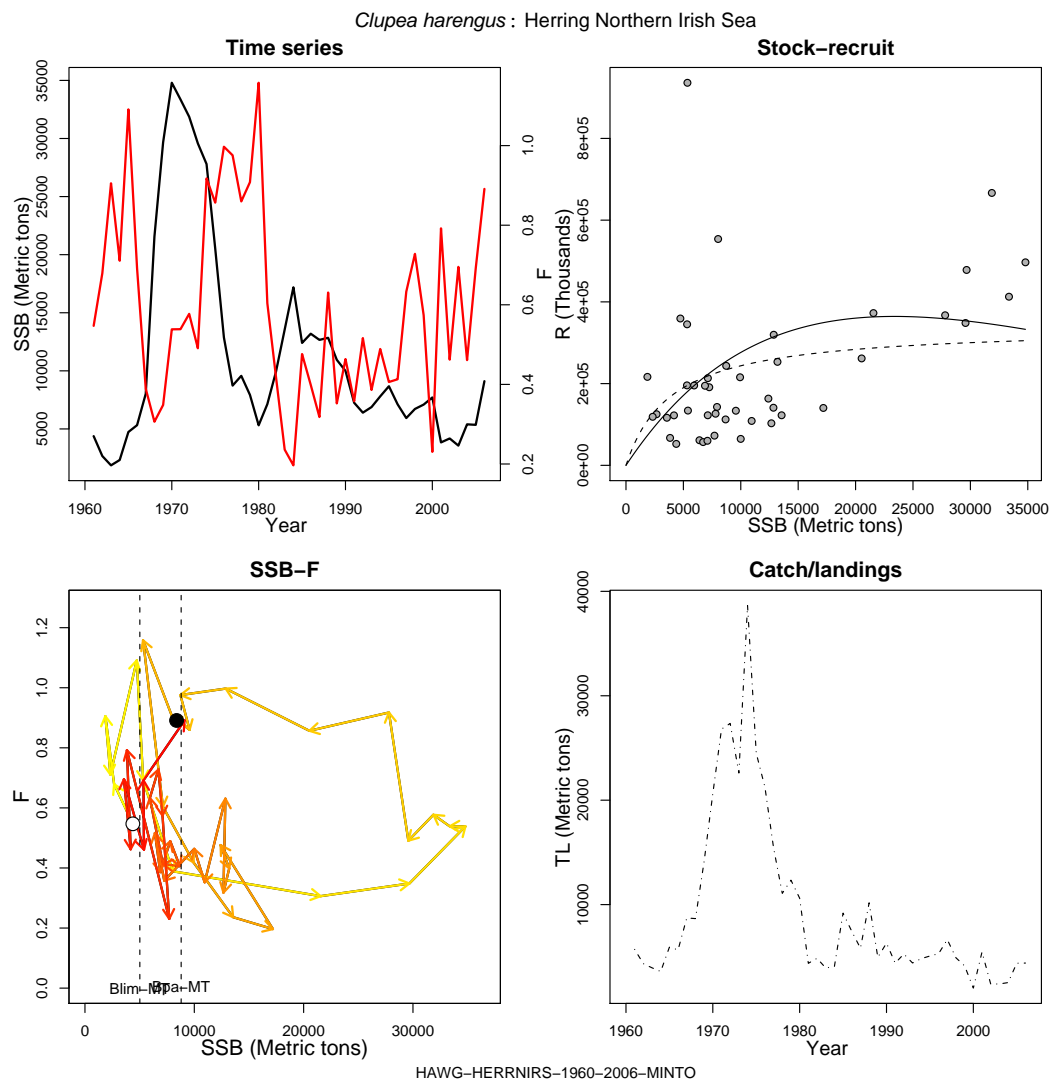 Clupea harengus : Herring Northern Irish Sea
Time series
SSB (Metric tons)
5000 10000 15000 20000 25000 30000 35000
0.2 0.4 0.6 0.8 1.0
F
1960 1970 1980 1990 2000
Year
Stock−recruit
R (Thousands)
0e+00 2e+05 4e+05 6e+05 8e+05
0 5000 10000 15000 20000 25000 30000 35000
SSB (Metric tons)
SSB−F
F
0.0 0.2 0.4 0.6 0.8 1.0 1.2
Blim−MT
Bpa−MT
0 10000 20000 30000
SSB (Metric tons)
Catch/landings
TL (Metric tons)
10000 20000 30000 40000
1960 1970 1980 1990 2000
Year
HAWG−HERRNIRS−1960−2006−MINTO